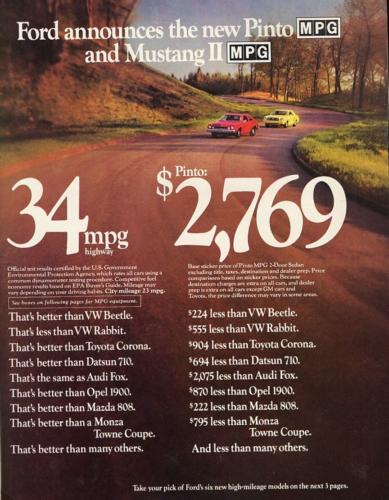 Ford announces the new Pinto MPG
and Mustang II MPG
34 mpg
highway
Pinto:
$2,769
Official test results certified by the U.S. Government
Environmental Protection Agency, which rates all cars using a
common dynamometer testing procedure. Competitive fuel
economy results based on EPA Buyer's Guide. Mileage may
vary depending on your driving habits. City mileage 23 mpg.
See boxes on following pages for MPG equipment.
Base sticker price of Pinto MPG 2-Door Sedan
excluding title, taxes, destination and dealer prep. Price
comparisons based on sticker prices. Because
destination charges are extra on all cars, and dealer
prep is extra on all cars except GM cars and
Toyota, the price difference may vary in some areas.
That's better than VW Beetle.
That's less than VW Rabbit.
That's better than Toyota Corona.
That's better than Datsun 710.
That's the same as Audi Fox.
That's better than Opel 1900.
That's better than Mazda 808.
That's better than a Monza
Towne Coupe.
That's better than many others.
$224 less than VW Beetle.
$555 less than VW Rabbit.
$904 less than Toyota Corona.
$694 less than Datsun 710.
$2,075 less than Audi Fox.
$870 less than Opel 1900.
$222 less than Mazda 808.
$795 less than Monza
Towne Coupe.
And less than many others.
Take your pick of Ford's six new high-mileage models on the next 3 pages.